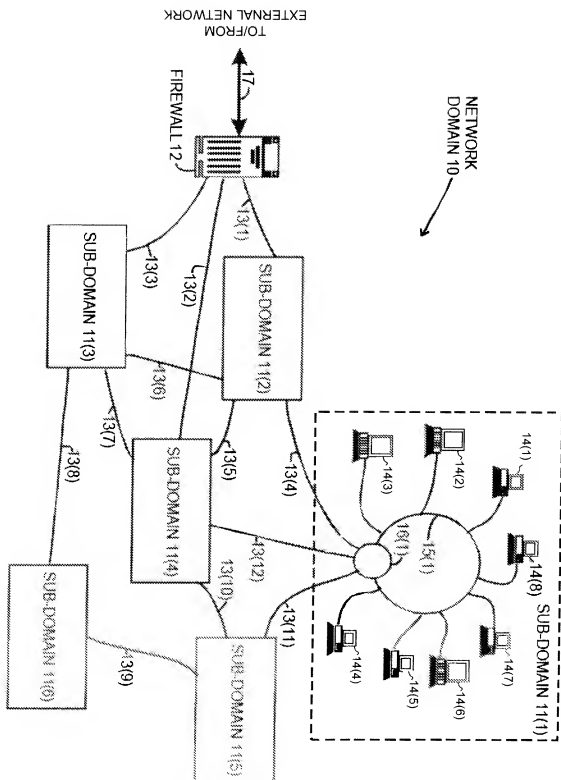 NETWORK
DOMAIN 10
TO/FROM
EXTERNAL NETWORK
17
FIREWALL 12
13(1)
13(2)
13(3)
SUB-DOMAIN 11(1)
14(1)
14(2)
14(3)
14(8)
14(7)
14(6)
14(5)
14(4)
15(1)
16(1)
SUB-DOMAIN 11(2)
13(4)
13(5)
13(6)
SUB-DOMAIN 11(3)
13(7)
13(8)
SUB-DOMAIN 11(4)
13(12)
13(10)
13(11)
SUB-DOMAIN 11(5)
13(9)
SUB-DOMAIN 11(6)